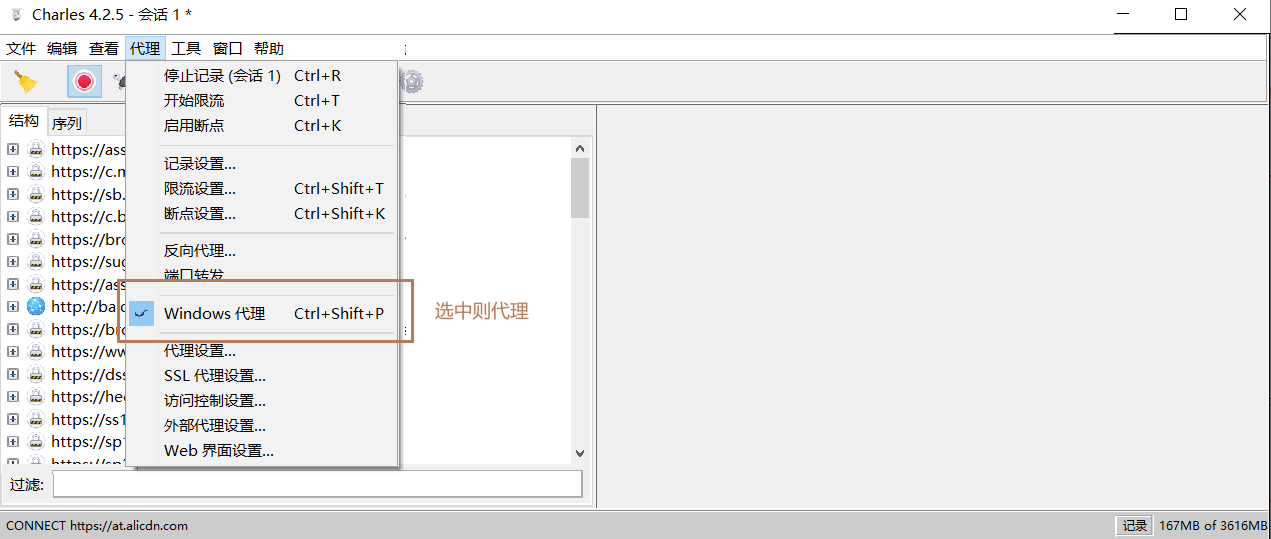 Charles 4.2.5 - 会话 1 *
文件 编辑 查看 代理 工具 窗口 帮助
停止记录 (会话 1) Ctrl+R
开始限流 Ctrl+T
启用断点 Ctrl+K
记录设置...
限流设置... Ctrl+Shift+T
断点设置... Ctrl+Shift+K
反向代理...
端口转发
Windows 代理 Ctrl+Shift+P
选中则代理
代理设置...
SSL 代理设置...
访问控制设置...
外部代理设置...
Web 界面设置...
结构 序列
https://ass
https://c.m
https://sb.
https://c.b
https://bro
https://sug
https://ass
http://baid
https://bro
https://ww
https://dss
https://hec
https://ss1
https://sp1
过滤:
CONNECT https://at.alicdn.com
记录 167MB of 3616MB